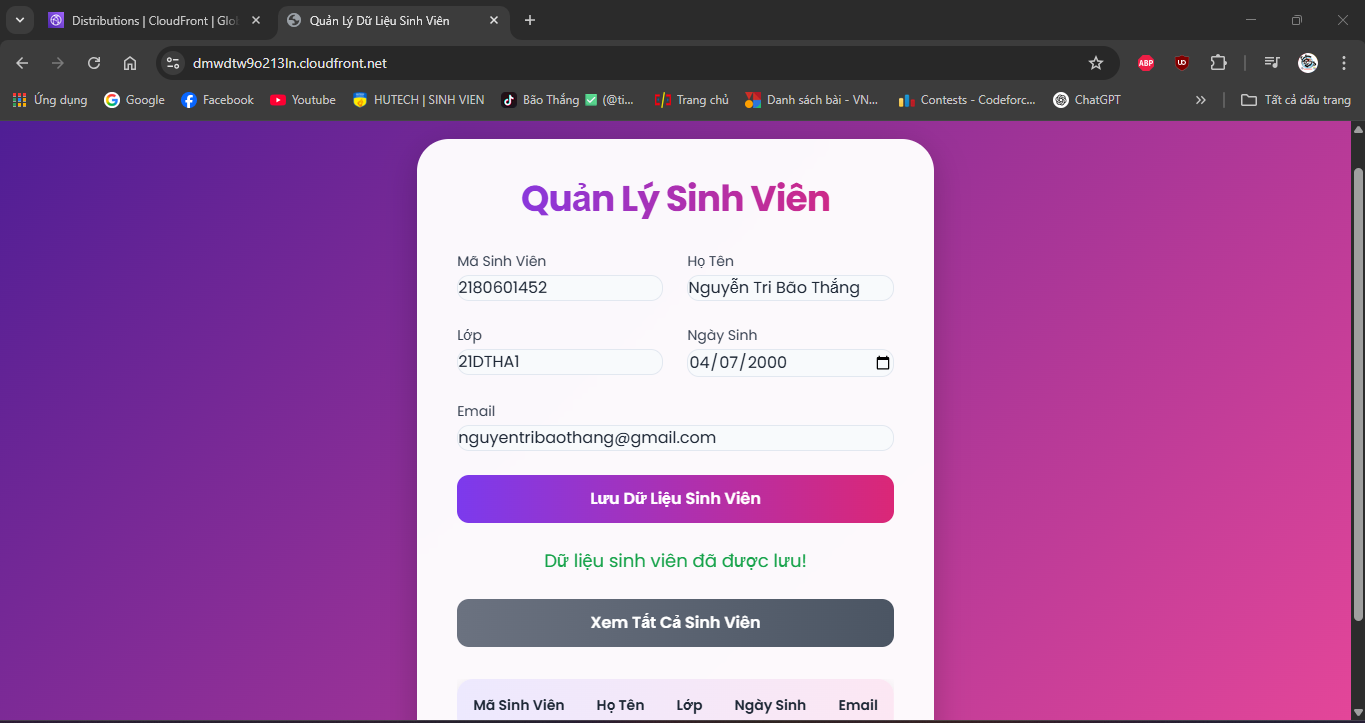 Distributions | CloudFront | Glob
Quản Lý Dữ Liệu Sinh Viên
dmwdtw9o213ln.cloudfront.net
ABP
UD
Ứng dụng
Google
Facebook
Youtube
HUTECH | SINH VIEN
Bão Thắng ✅ (@ti...
Trang chủ
Danh sách bài - VN...
Contests - Codeforc...
ChatGPT
Tất cả dấu trang
Quản Lý Sinh Viên
Mã Sinh Viên
Họ Tên
2180601452
Nguyễn Tri Bão Thắng
Lớp
Ngày Sinh
21DTHA1
04/07/2000
Email
nguyentribaothang@gmail.com
Lưu Dữ Liệu Sinh Viên
Dữ liệu sinh viên đã được lưu!
Xem Tất Cả Sinh Viên
Mã Sinh Viên Họ Tên Lớp Ngày Sinh Email